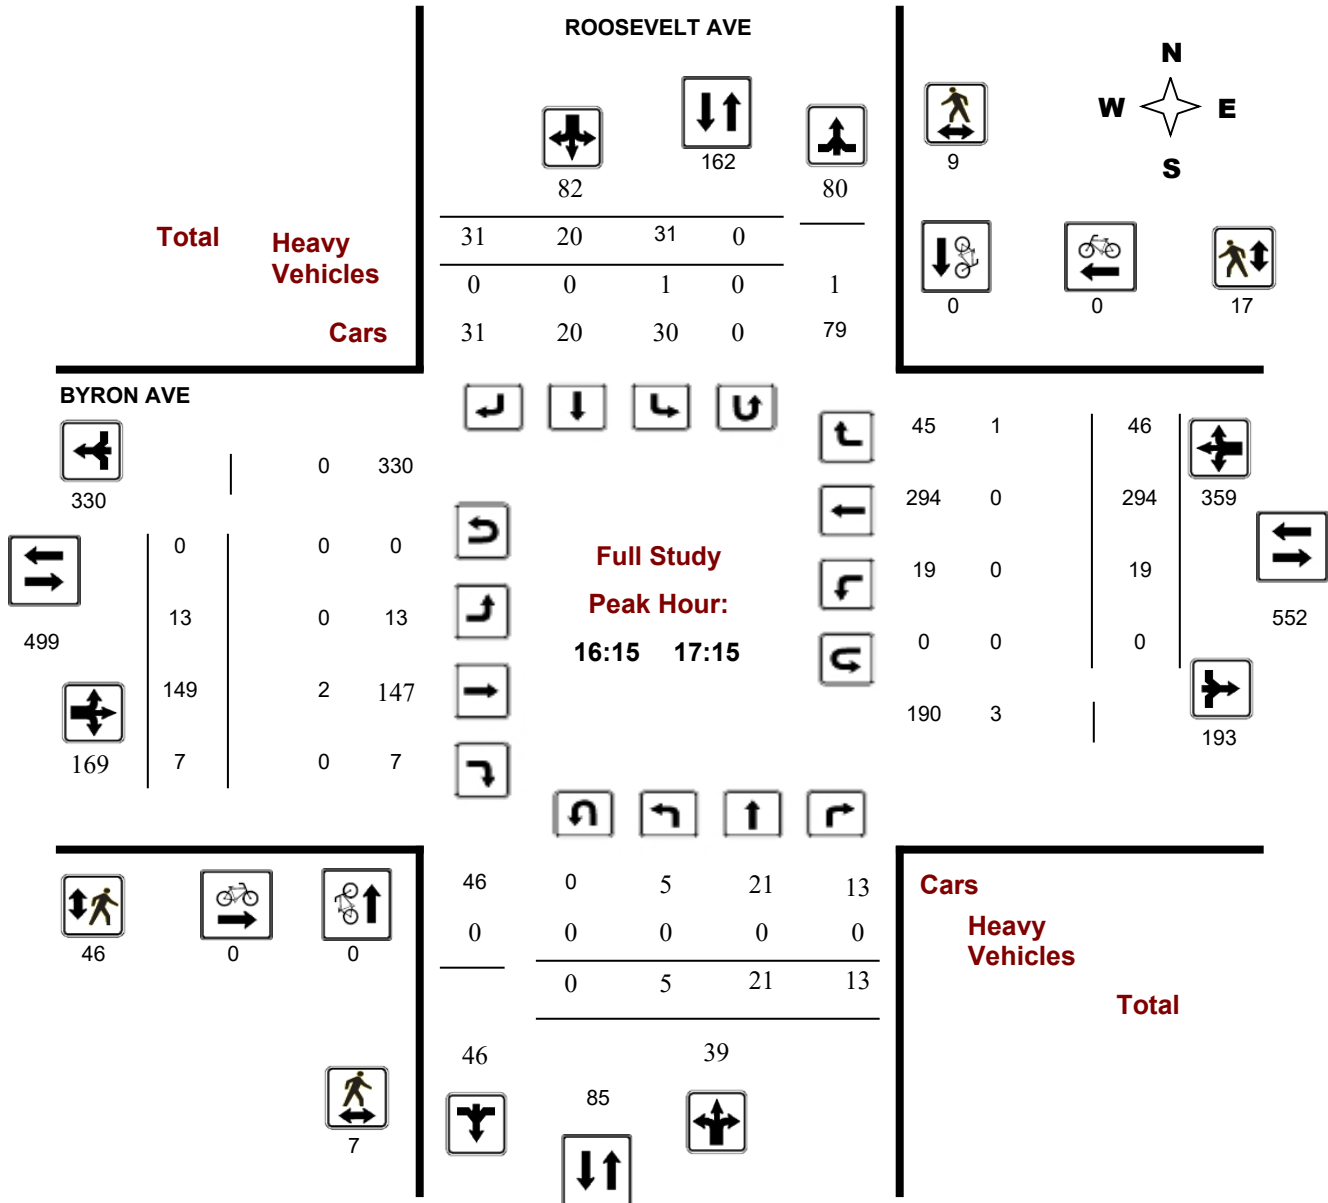 ROOSEVELT AVE
N
W E
S
82 162 80 9
Total Heavy Vehicles
31 20 31 0
0 0 1 0 1
0 0 17
Cars
31 20 30 0 79
BYRON AVE
330
0 330
45 1 46
359
294 0 294
0 0 0
Full Study
Peak Hour:
16:15 17:15
499
13 0 13
19 0 19
552
0 0 0
169
149 2 147
7 0 7
190 3
193
46 0 5 21 13
Cars
0 0 0 0 0
Heavy Vehicles
46 0 0
0 5 21 13
Total
46 39
85
7